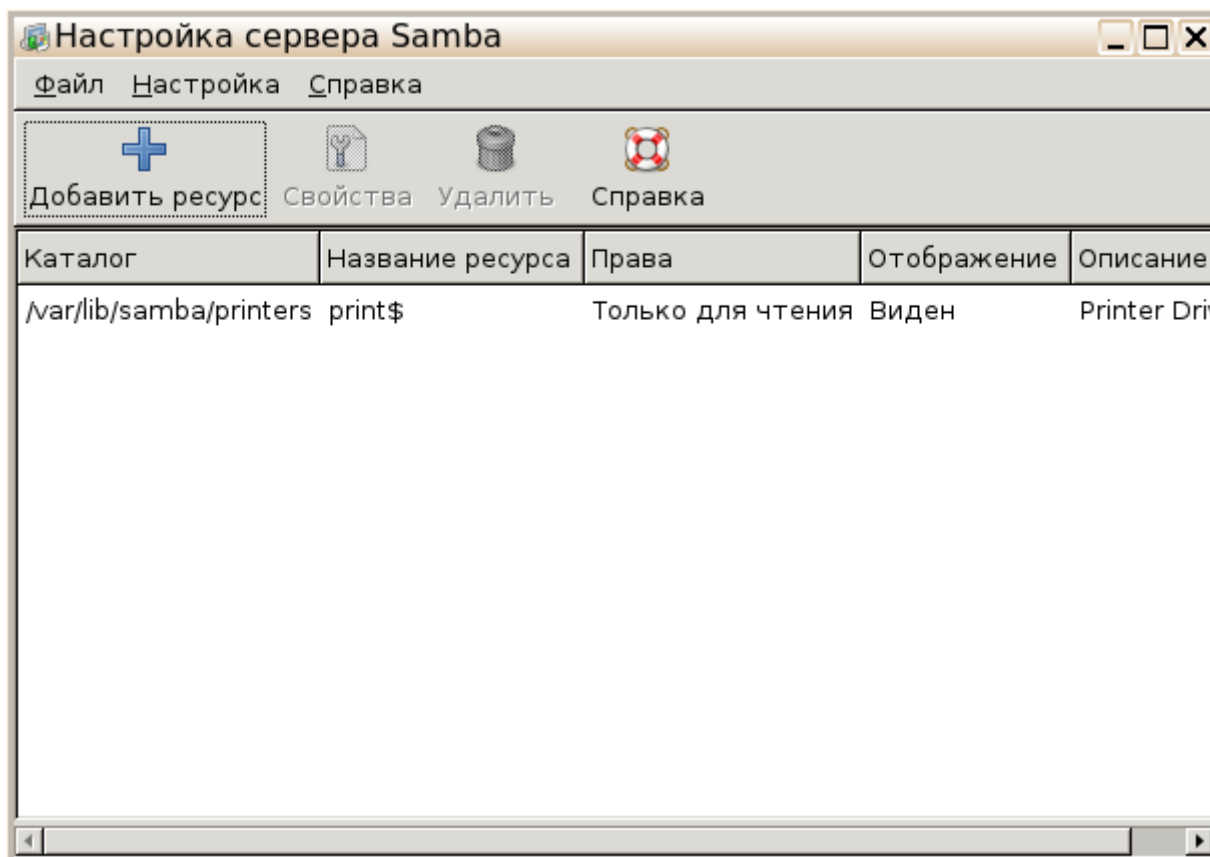 Настройка сервера Samba
Файл Настройка Справка
Добавить ресурс Свойства Удалить Справка
Каталог Название ресурса Права Отображение Описание
/var/lib/samba/printers print$ Только для чтения Виден Printer